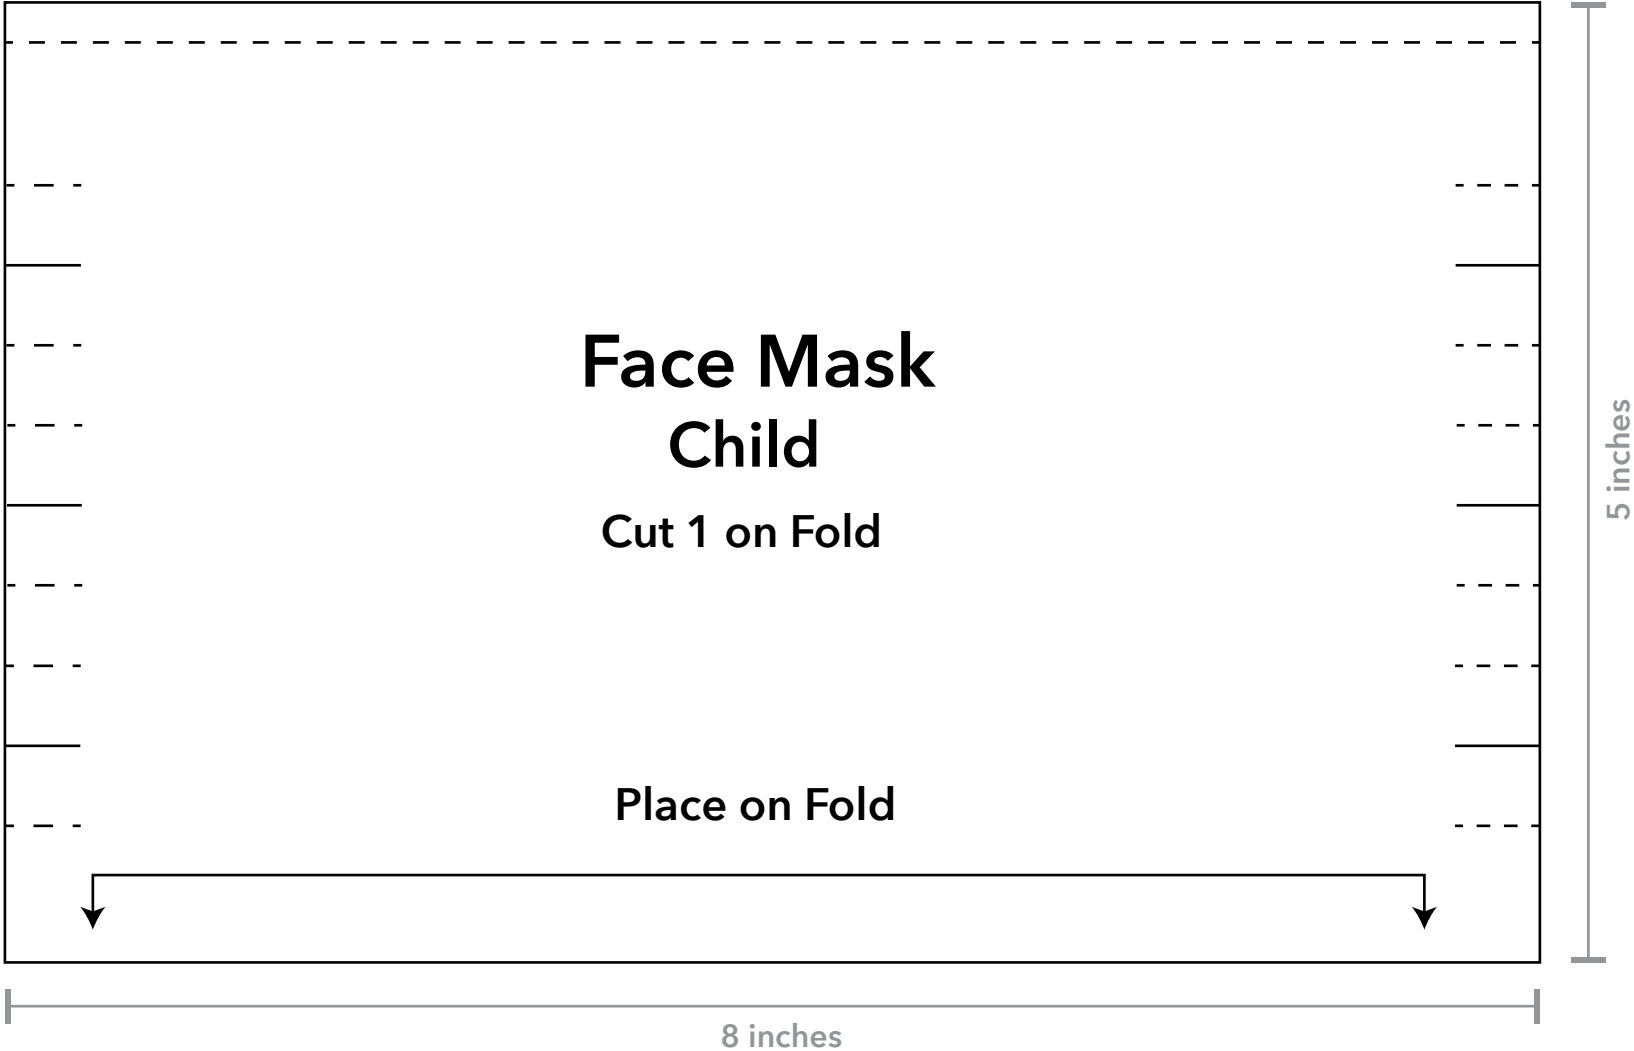 Face Mask
Child
Cut 1 on Fold
Place on Fold
5 inches
8 inches